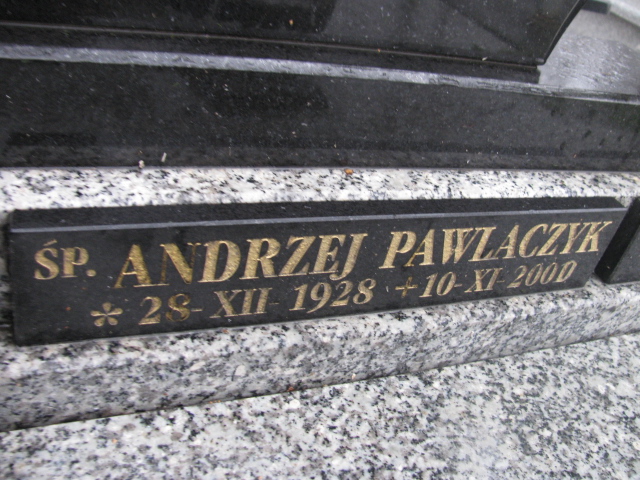 ŚP. ANDRZEJ PAWLACZYK
* 28-XII-1928 +10-XI-2000